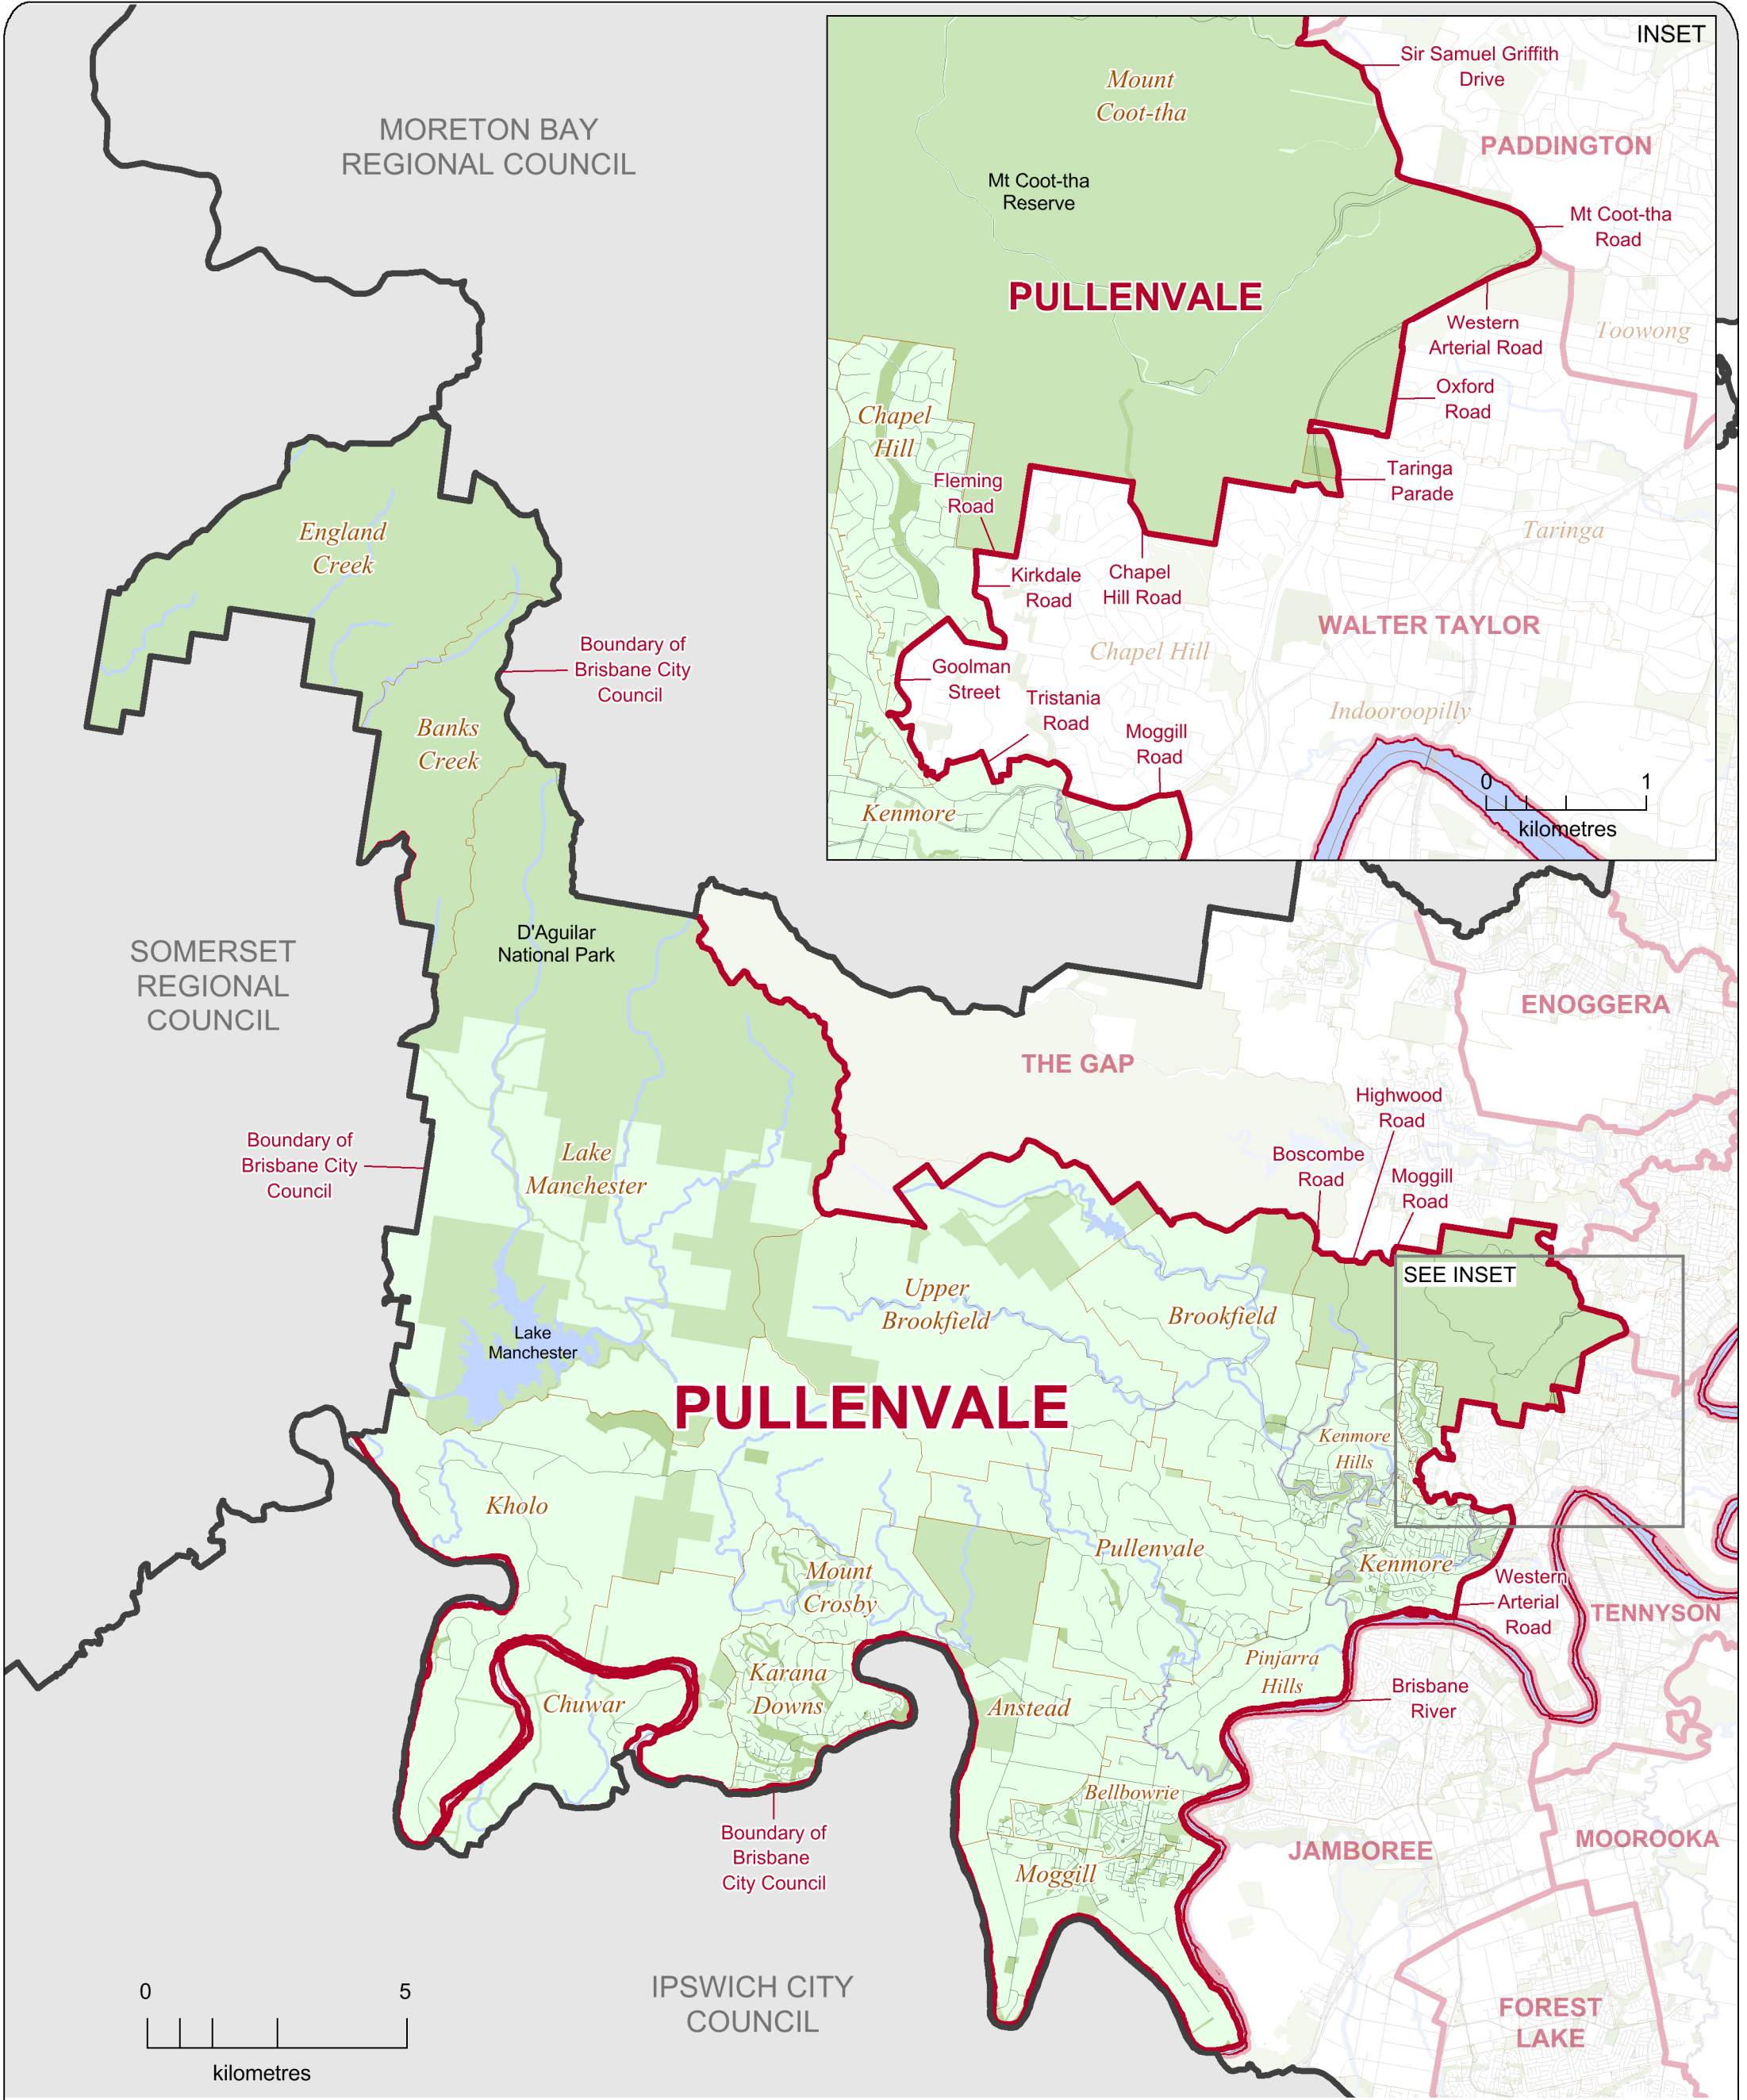 INSET
Sir Samuel Griffith
Drive
Mount
Coot-tha
PADDINGTON
Mt Coot-tha
Reserve
Mt Coot-tha
Road
PULLENVALE
Western
Arterial Road
Toowong
Oxford
Road
Chapel
Hill
Taringa
Parade
Fleming
Road
Taringa
Kirkdale
Road
Chapel
Hill Road
WALTER TAYLOR
Chapel Hill
Goolman
Street
Tristania
Road
Indooroopilly
Moggill
Road
Kenmore
0 1
kilometres
MORETON BAY
REGIONAL COUNCIL
England
Creek
Boundary of
Brisbane City
Council
Banks
Creek
D'Aguilar
National Park
SOMERSET
REGIONAL
COUNCIL
ENOGGERA
THE GAP
Highwood
Road
Boscombe
Road
Moggill
Road
Boundary of
Brisbane City
Council
Lake
Manchester
SEE INSET
Upper
Brookfield
Brookfield
Lake
Manchester
PULLENVALE
Kenmore
Hills
Kholo
Pullenvale
Kenmore
Mount
Crosby
Western
Arterial
Road
TENNYSON
Pinjarra
Hills
Karana
Downs
Chuwar
Anstead
Brisbane
River
Bellbowrie
Boundary of
Brisbane
City Council
JAMBOREE
MOOROOKA
Moggill
IPSWICH CITY
COUNCIL
FOREST
LAKE
0 5
kilometres